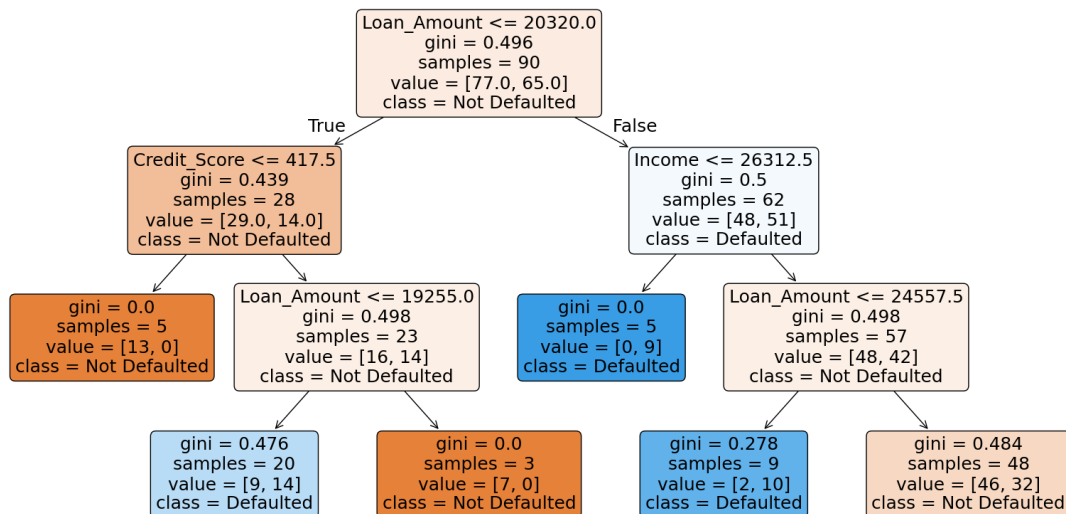 Loan_Amount <= 20320.0
gini = 0.496
samples = 90
value = [77.0, 65.0]
class = Not Defaulted
True
False
Credit_Score <= 417.5
gini = 0.439
samples = 28
value = [29.0, 14.0]
class = Not Defaulted
Income <= 26312.5
gini = 0.5
samples = 62
value = [48, 51]
class = Defaulted
gini = 0.0
samples = 5
value = [13, 0]
class = Not Defaulted
Loan_Amount <= 19255.0
gini = 0.498
samples = 23
value = [16, 14]
class = Not Defaulted
gini = 0.0
samples = 5
value = [0, 9]
class = Defaulted
Loan_Amount <= 24557.5
gini = 0.498
samples = 57
value = [48, 42]
class = Not Defaulted
gini = 0.476
samples = 20
value = [9, 14]
class = Defaulted
gini = 0.0
samples = 3
value = [7, 0]
class = Not Defaulted
gini = 0.278
samples = 9
value = [2, 10]
class = Defaulted
gini = 0.484
samples = 48
value = [46, 32]
class = Not Defaulted